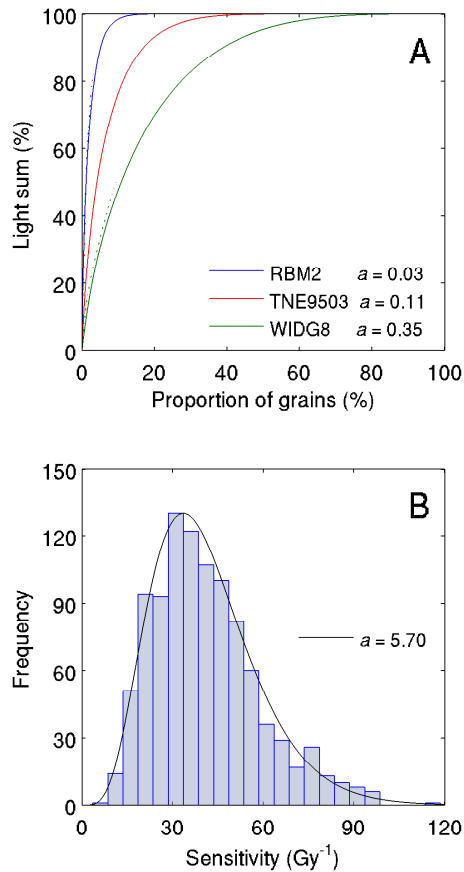 A
100
80
60
40
20
0
Light sum (%)
RBM2 a = 0.03
TNE9503 a = 0.11
WIDG8 a = 0.35
0 20 40 60 80 100
Proportion of grains (%)
B
150
120
90
60
30
0
Frequency
a = 5.70
0 30 60 90 120
Sensitivity (Gy⁻¹)